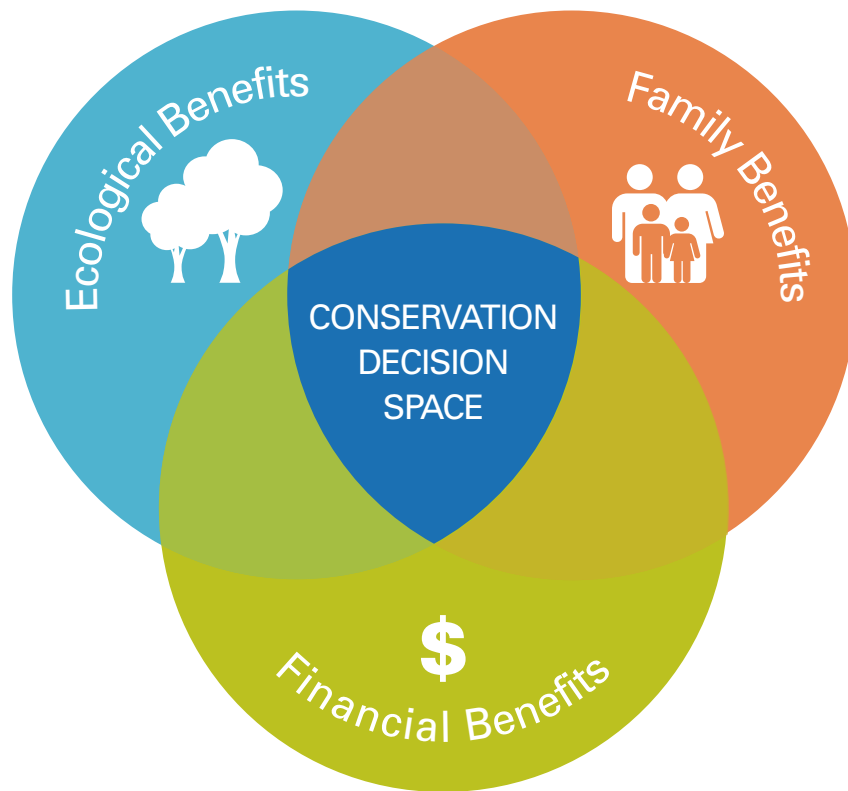 Ecological Benefits
Family Benefits
CONSERVATION
DECISION
SPACE
$
Financial Benefits